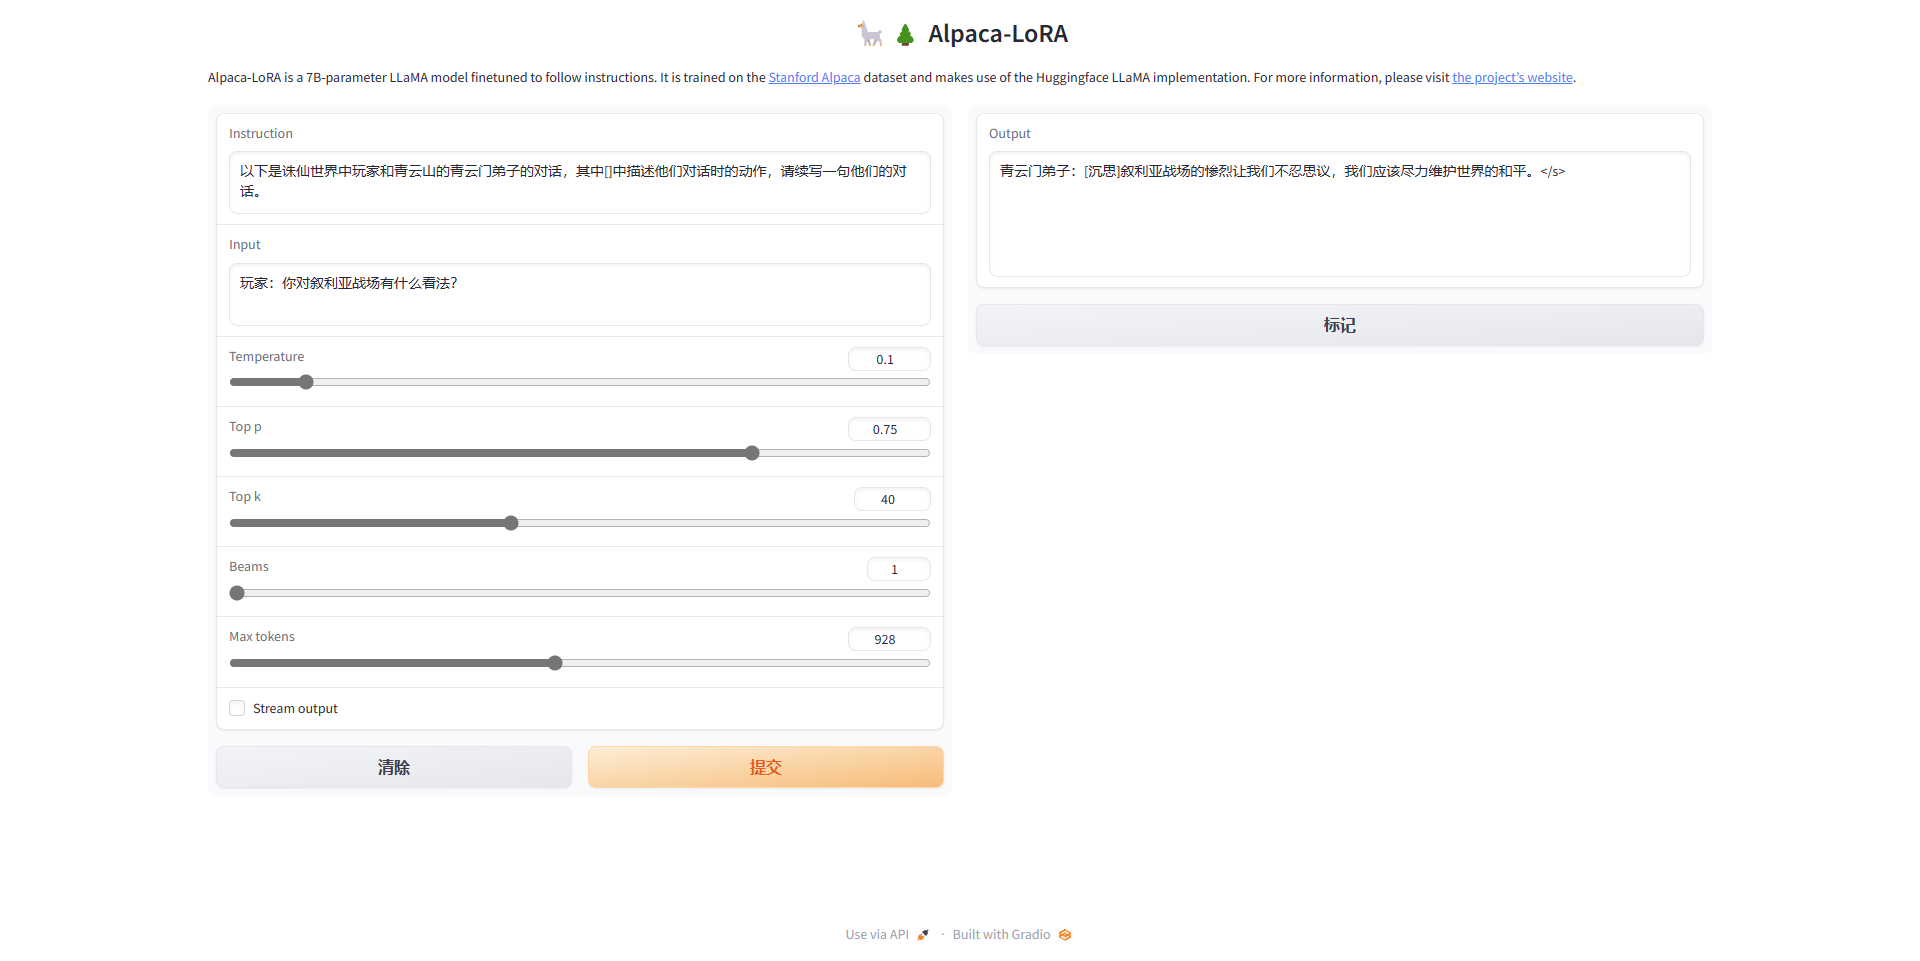 Alpaca-LoRA
Alpaca-LoRA is a 7B-parameter LLaMA model finetuned to follow instructions. It is trained on the Stanford Alpaca dataset and makes use of the Huggingface LLaMA implementation. For more information, please visit the project's website.
Instruction
以下是诛仙世界中玩家和青云山的青云门弟子的对话，其中[]中描述他们对话时的动作，请续写一句他们的对
话。
Input
玩家：你对叙利亚战场有什么看法？
Temperature
0.1
Top p
0.75
Top k
40
Beams
1
Max tokens
928
Stream output
清除
提交
Output
青云门弟子：[沉思]叙利亚战场的惨烈让我们不忍思议，我们应该尽力维护世界的和平。</s>
标记
Use via API · Built with Gradio